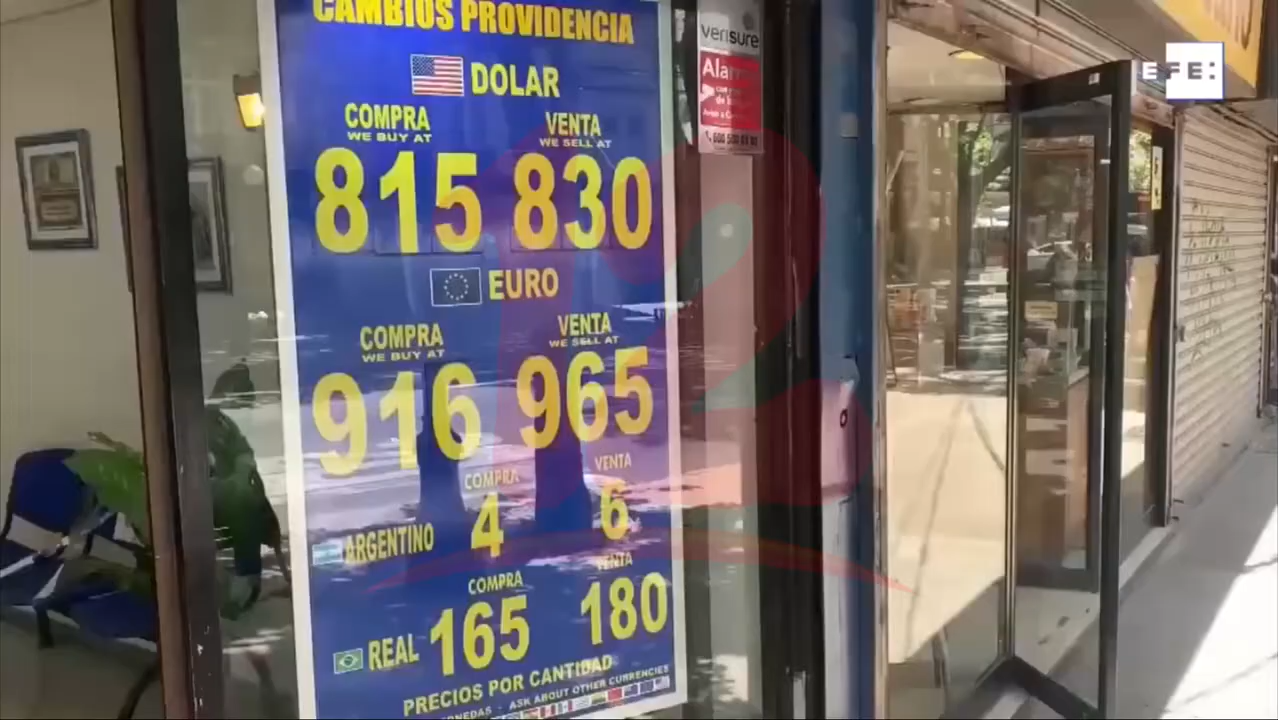 CAMBIOS PROVIDENCIA
DOLAR
COMPRA VENTA
WE BUY AT WE SELL AT
815 830
EURO
COMPRA VENTA
WE BUY AT WE SELL AT
916 965
COMPRA VENTA
ARGENTINO 4 6
COMPRA VENTA
REAL 165 180
PRECIOS POR CANTIDAD
ASK ABOUT OTHER CURRENCIES
verisure
EFE: